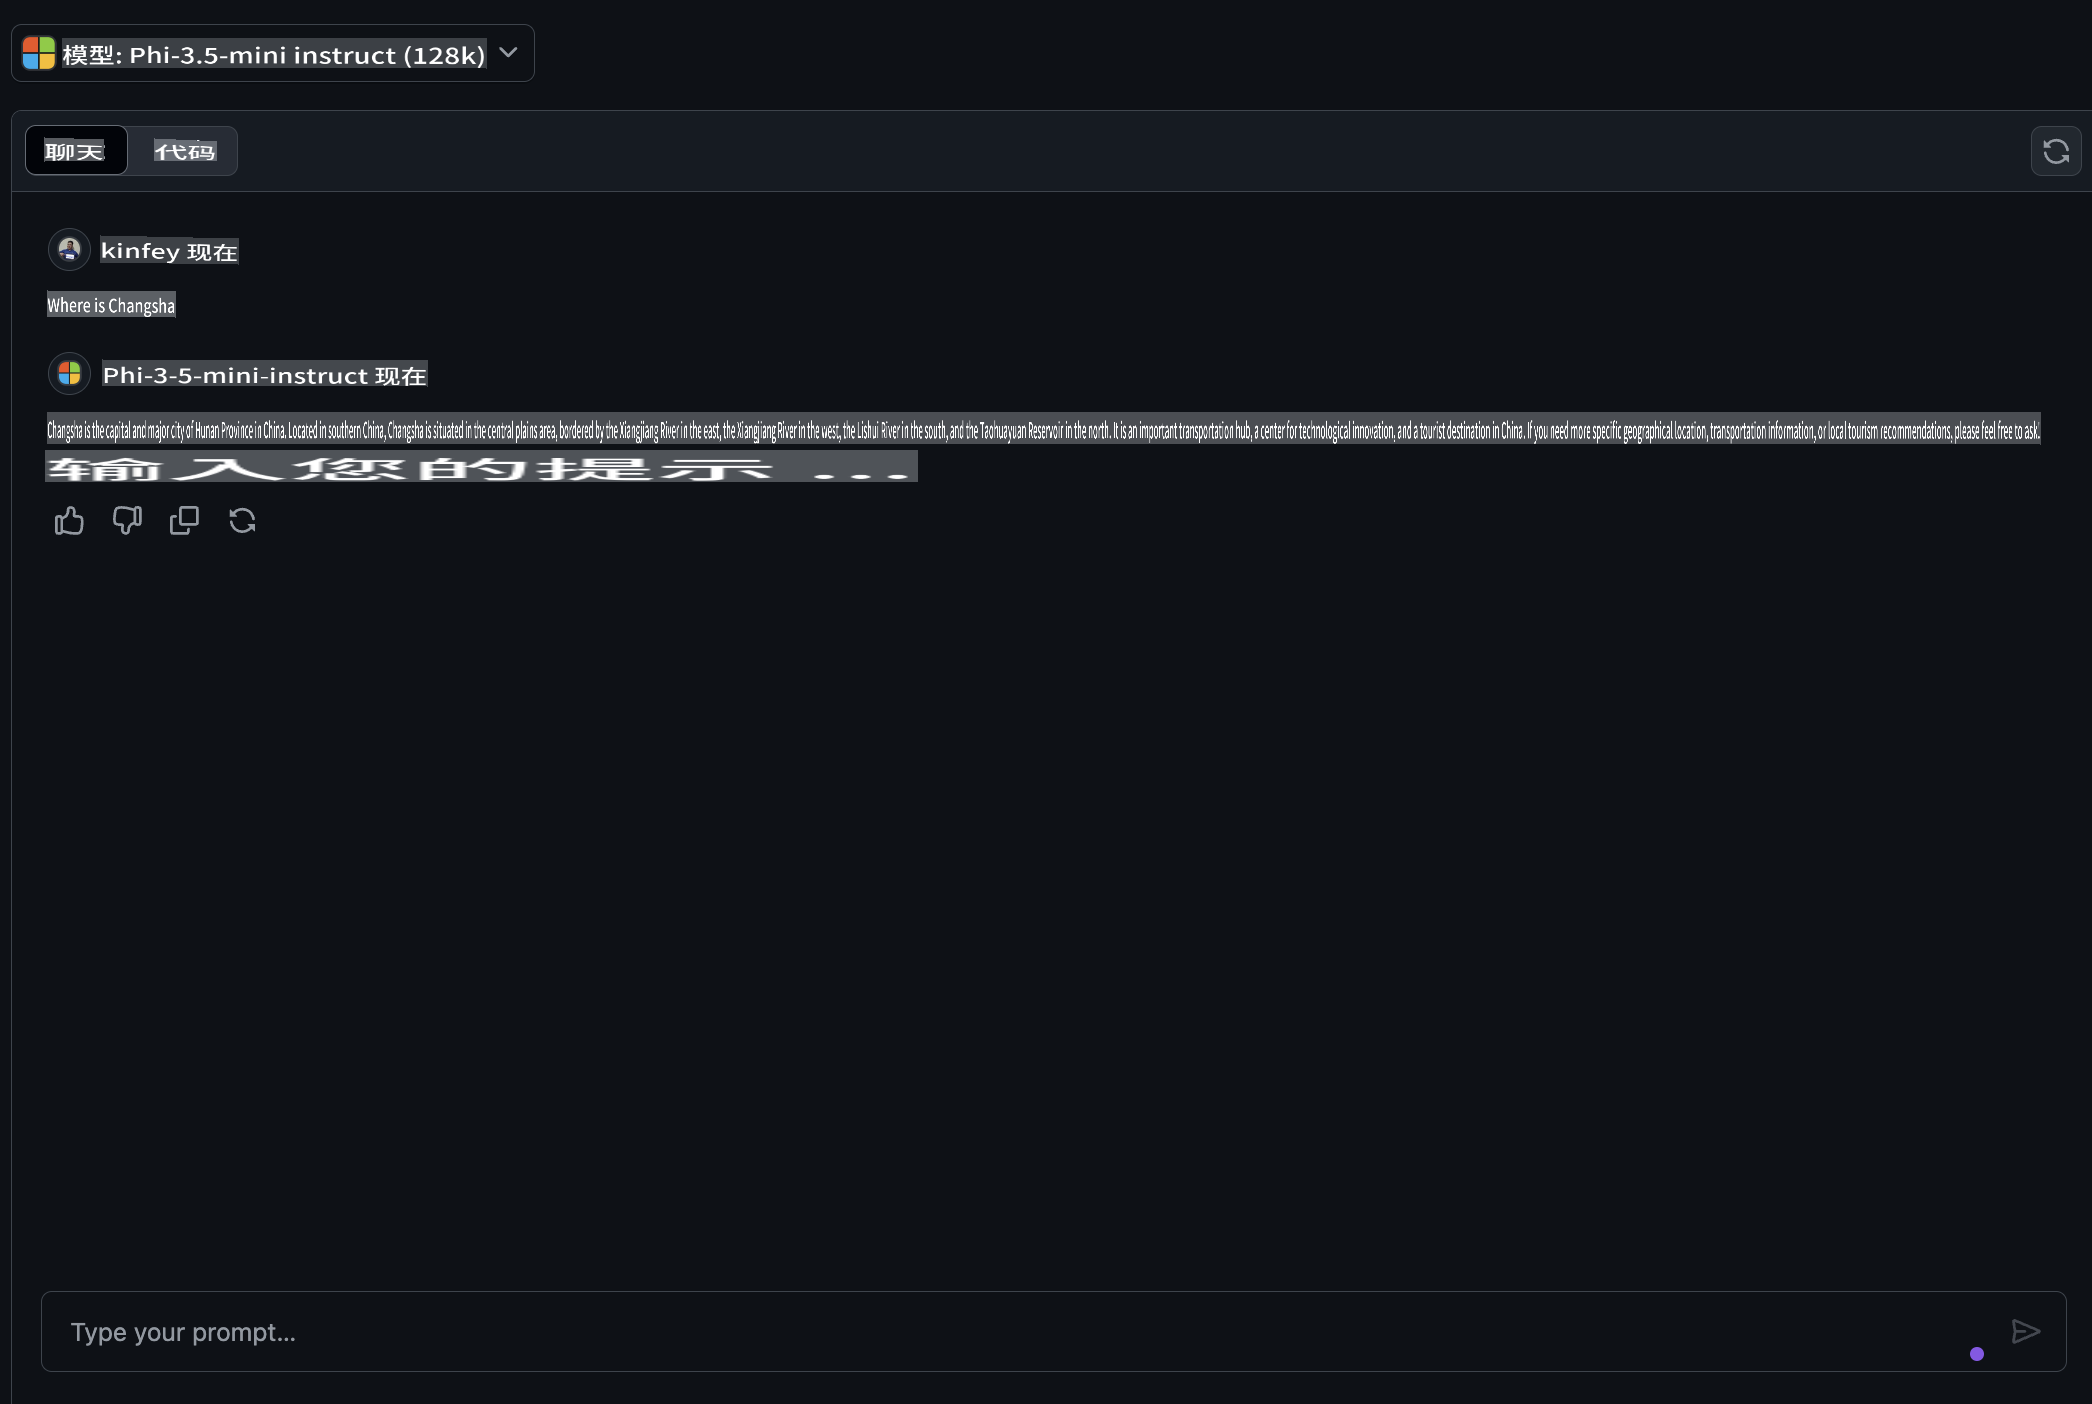 模型: Phi-3.5-mini instruct (128k)
聊天
代码
kinfey 现在
Where is Changsha
Phi-3-5-mini-instruct 现在
Changsha is the capital and major city of Hunan Province in China. Located in southern China, Changsha is situated in the central plains area, bordered by the Xiangjiang River in the east, the Xiangjiang River in the west, the Lishui River in the south, and the Taohuayuan Reservoir in the north. It is an important transportation hub, a center for technological innovation, and a tourist destination in China. If you need more specific geographical location, transportation information, or local tourism recommendations, please feel free to ask.
输入您的提示 ...
Type your prompt...